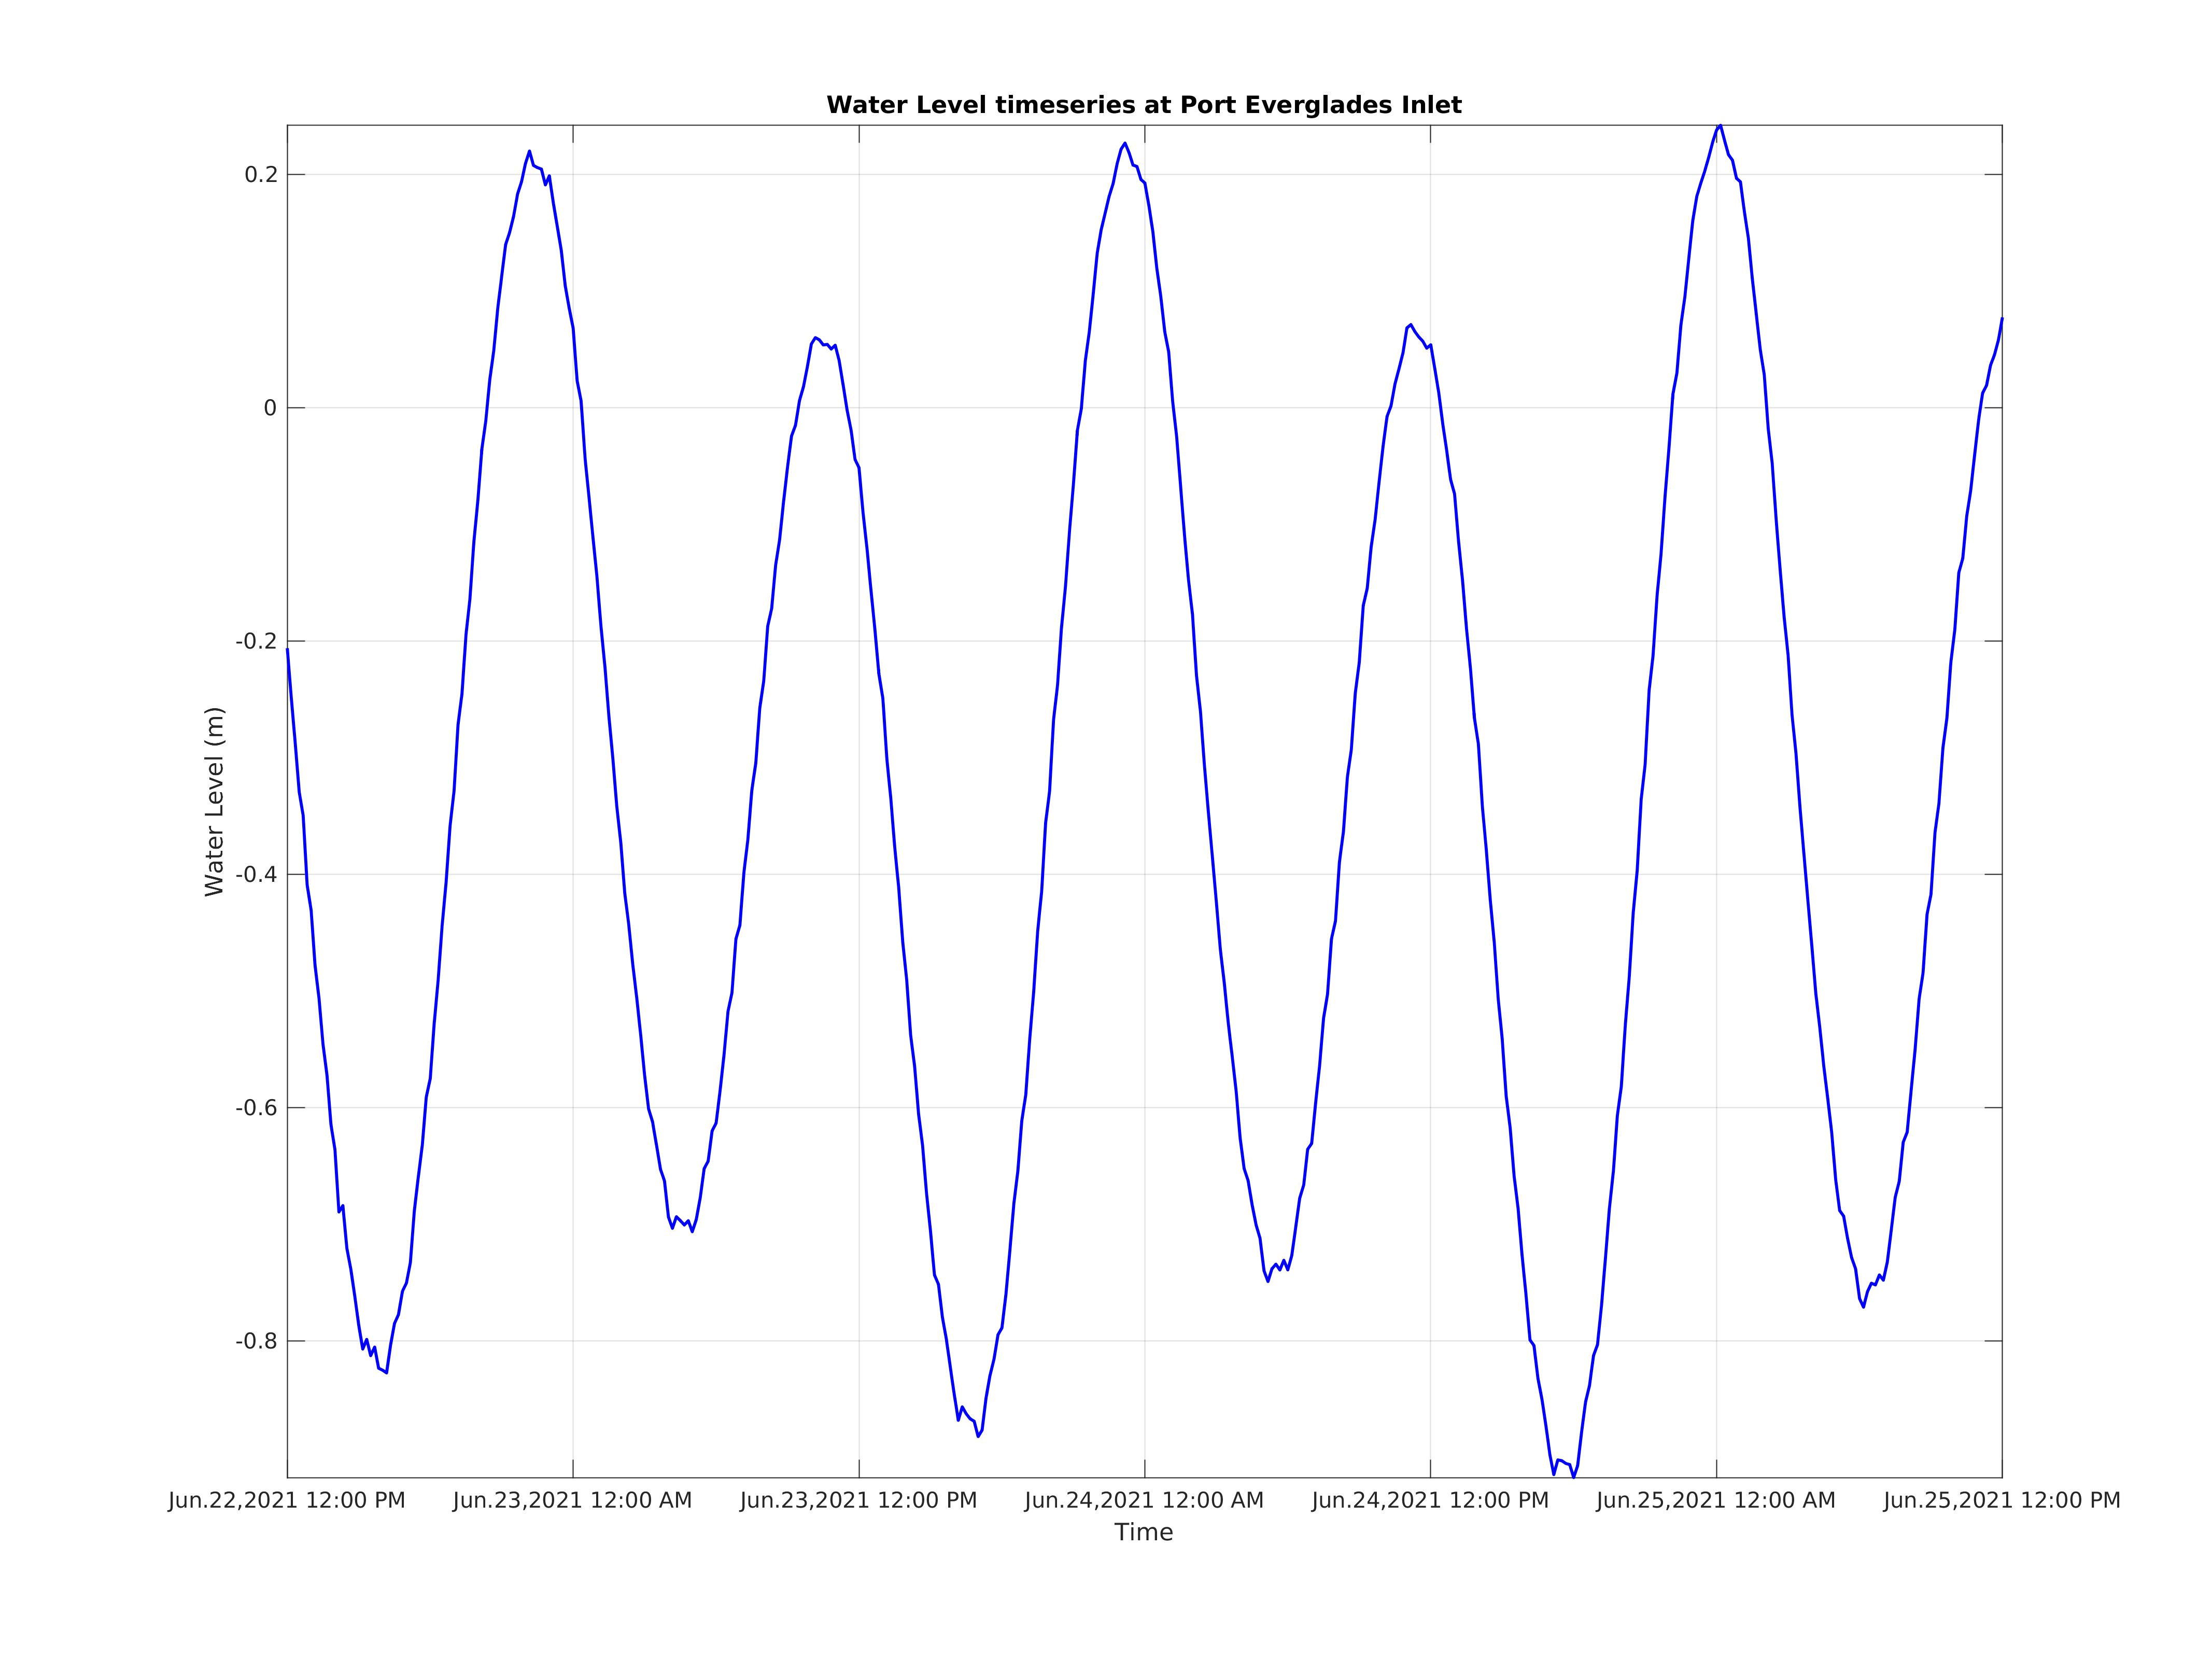 Water Level timeseries at Port Everglades Inlet
0.2
0
-0.2
-0.4
-0.6
-0.8
Water Level (m)
Jun.22,2021 12:00 PM
Jun.23,2021 12:00 AM
Jun.23,2021 12:00 PM
Jun.24,2021 12:00 AM
Jun.24,2021 12:00 PM
Jun.25,2021 12:00 AM
Jun.25,2021 12:00 PM
Time